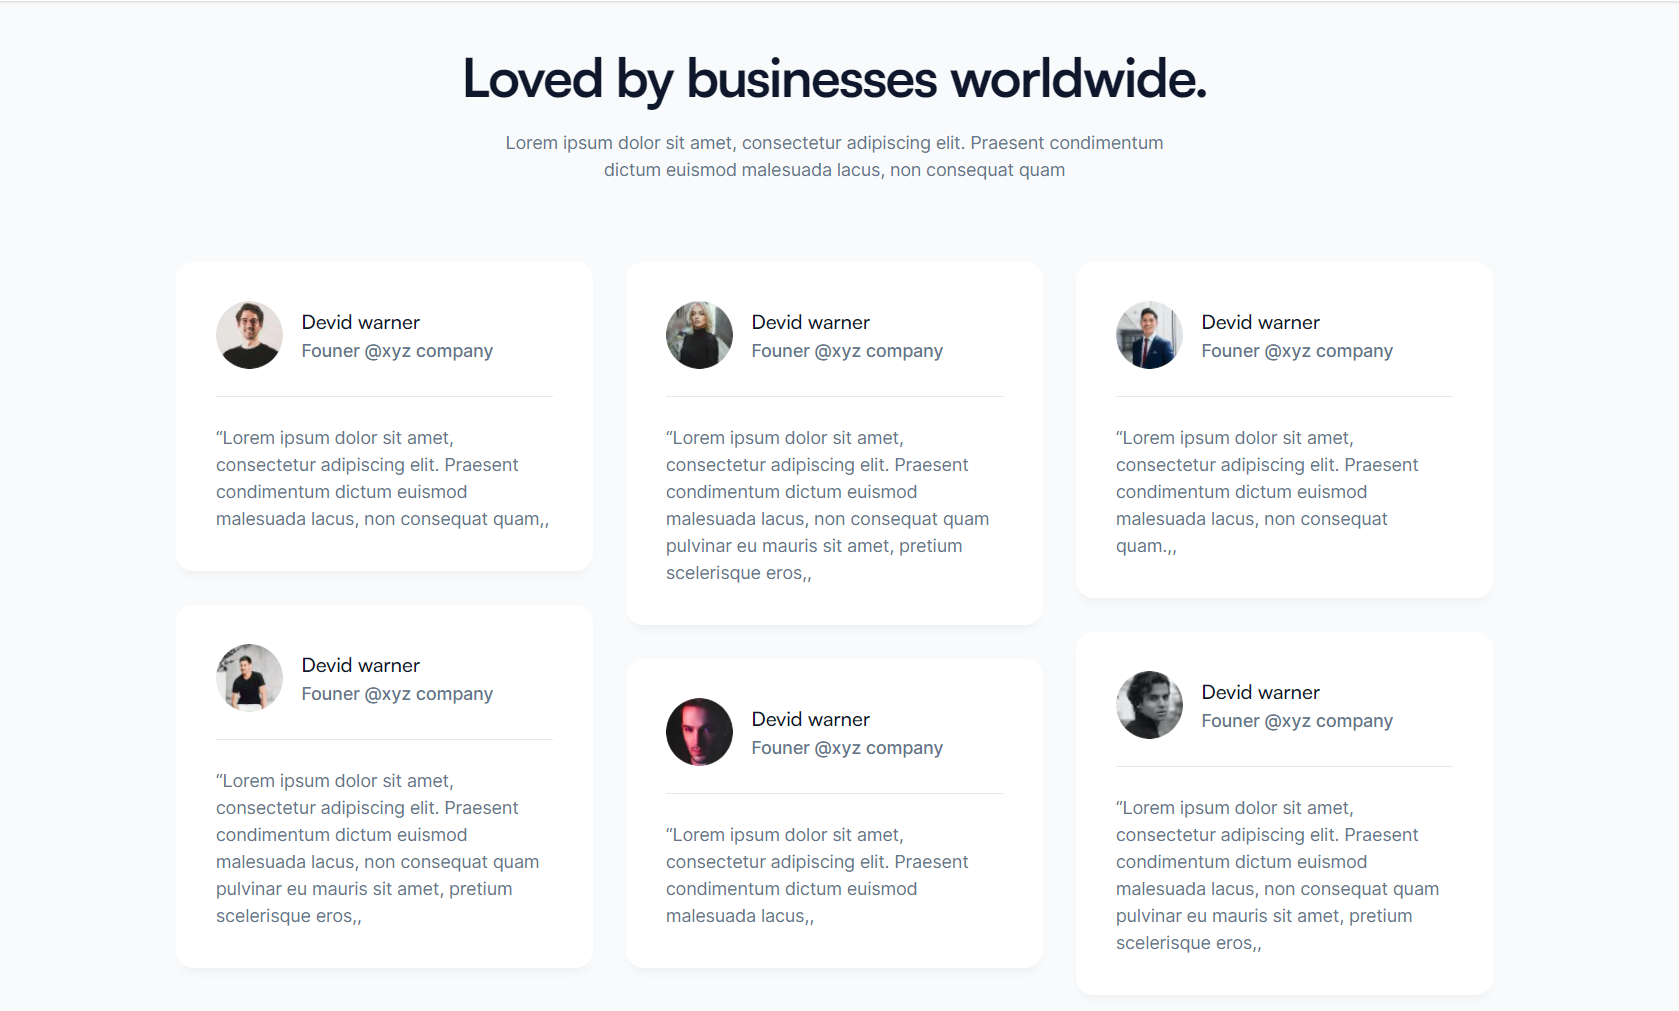 Loved by businesses worldwide.
Lorem ipsum dolor sit amet, consectetur adipiscing elit. Praesent condimentum
dictum euismod malesuada lacus, non consequat quam
Devid warner
Founer @xyz company
“Lorem ipsum dolor sit amet,
consectetur adipiscing elit. Praesent
condimentum dictum euismod
malesuada lacus, non consequat quam,,
Devid warner
Founer @xyz company
“Lorem ipsum dolor sit amet,
consectetur adipiscing elit. Praesent
condimentum dictum euismod
malesuada lacus, non consequat quam
pulvinar eu mauris sit amet, pretium
scelerisque eros,,
Devid warner
Founer @xyz company
“Lorem ipsum dolor sit amet,
consectetur adipiscing elit. Praesent
condimentum dictum euismod
malesuada lacus, non consequat
quam.,,
Devid warner
Founer @xyz company
“Lorem ipsum dolor sit amet,
consectetur adipiscing elit. Praesent
condimentum dictum euismod
malesuada lacus, non consequat quam
pulvinar eu mauris sit amet, pretium
scelerisque eros,,
Devid warner
Founer @xyz company
“Lorem ipsum dolor sit amet,
consectetur adipiscing elit. Praesent
condimentum dictum euismod
malesuada lacus,,
Devid warner
Founer @xyz company
“Lorem ipsum dolor sit amet,
consectetur adipiscing elit. Praesent
condimentum dictum euismod
malesuada lacus, non consequat quam
pulvinar eu mauris sit amet, pretium
scelerisque eros,,